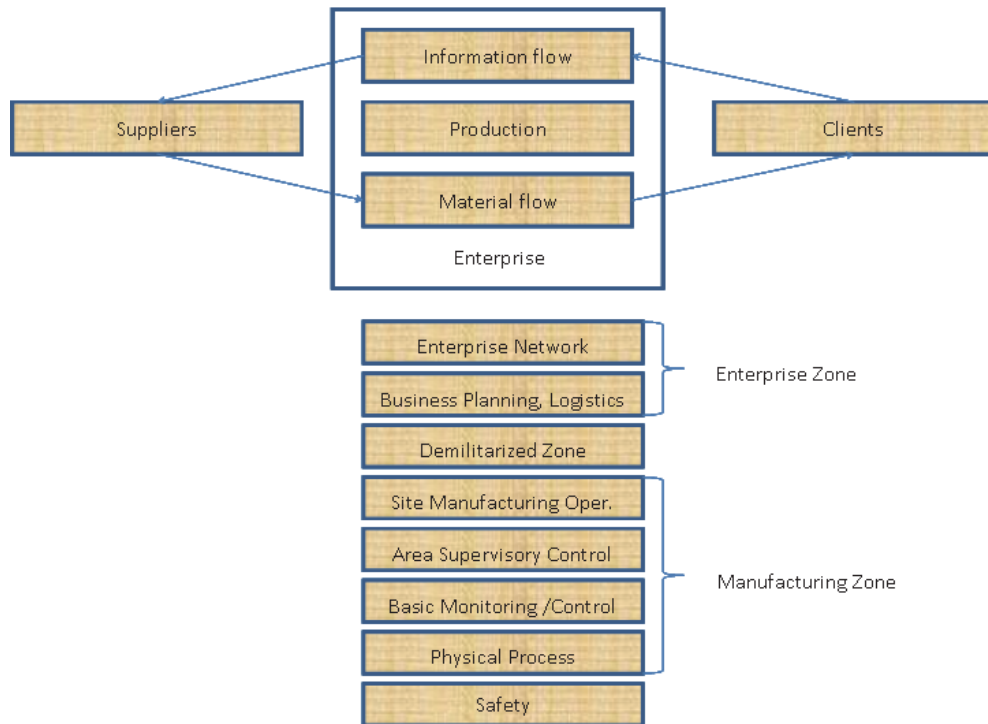 Information flow
Suppliers
Production
Clients
Material flow
Enterprise
Enterprise Network
Enterprise Zone
Business Planning, Logistics
Demilitarized Zone
Site Manufacturing Oper.
Area Supervisory Control
Manufacturing Zone
Basic Monitoring /Control
Physical Process
Safety